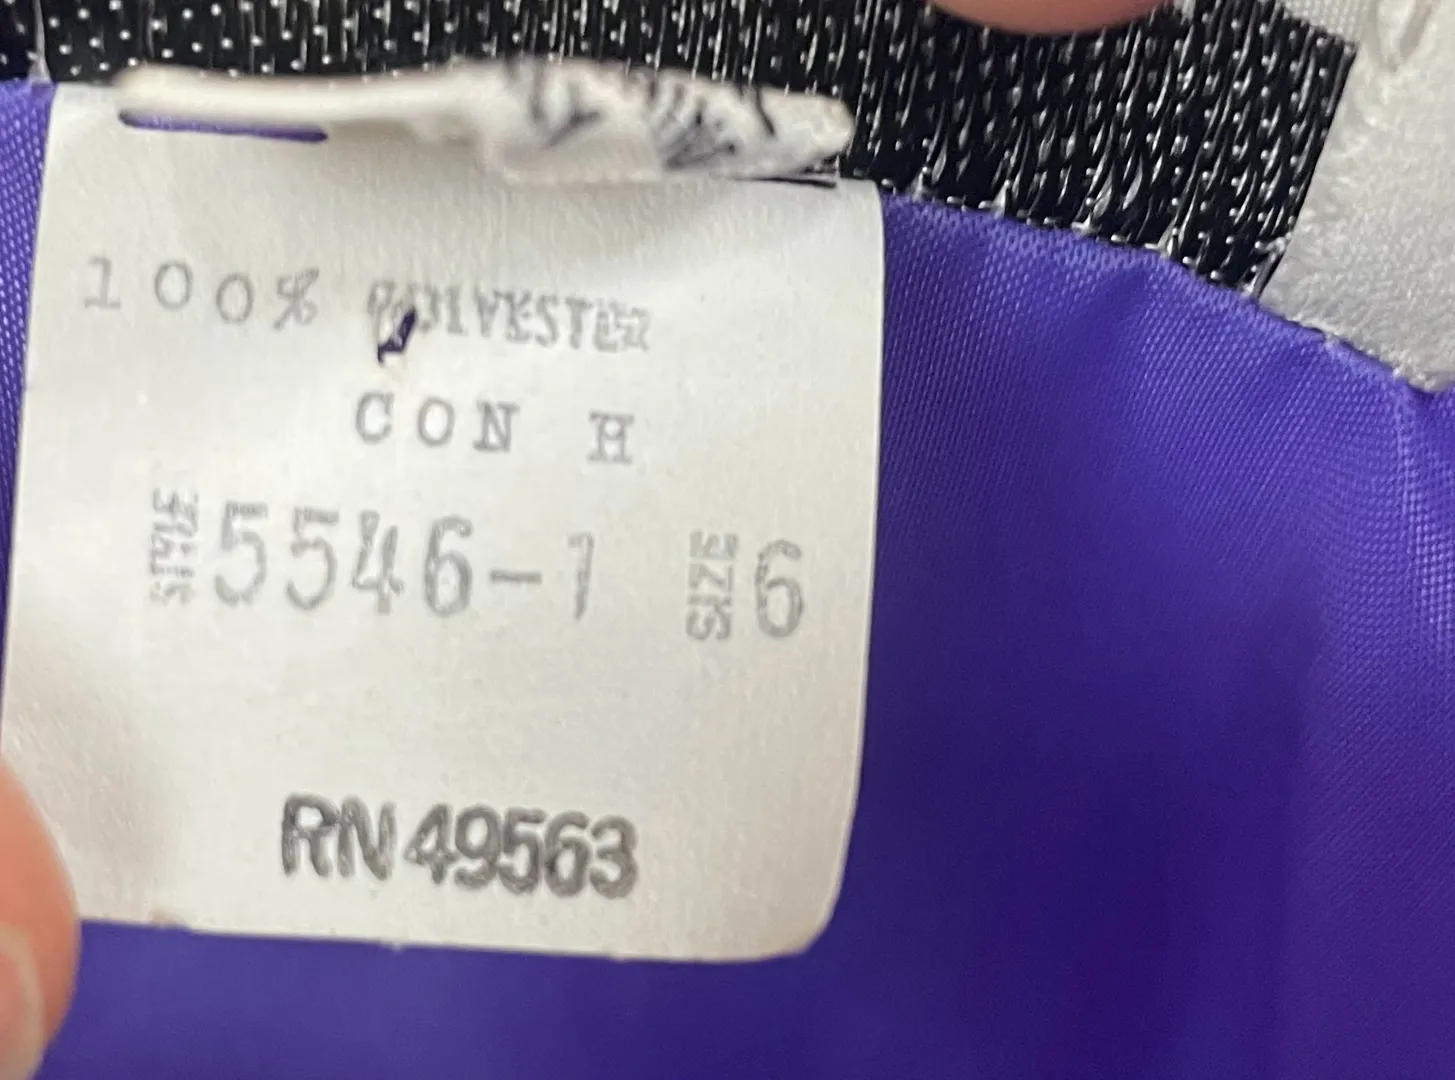 100% POLYESTER
CON H
STYLE 5546-1 SIZE 6
RN 49563